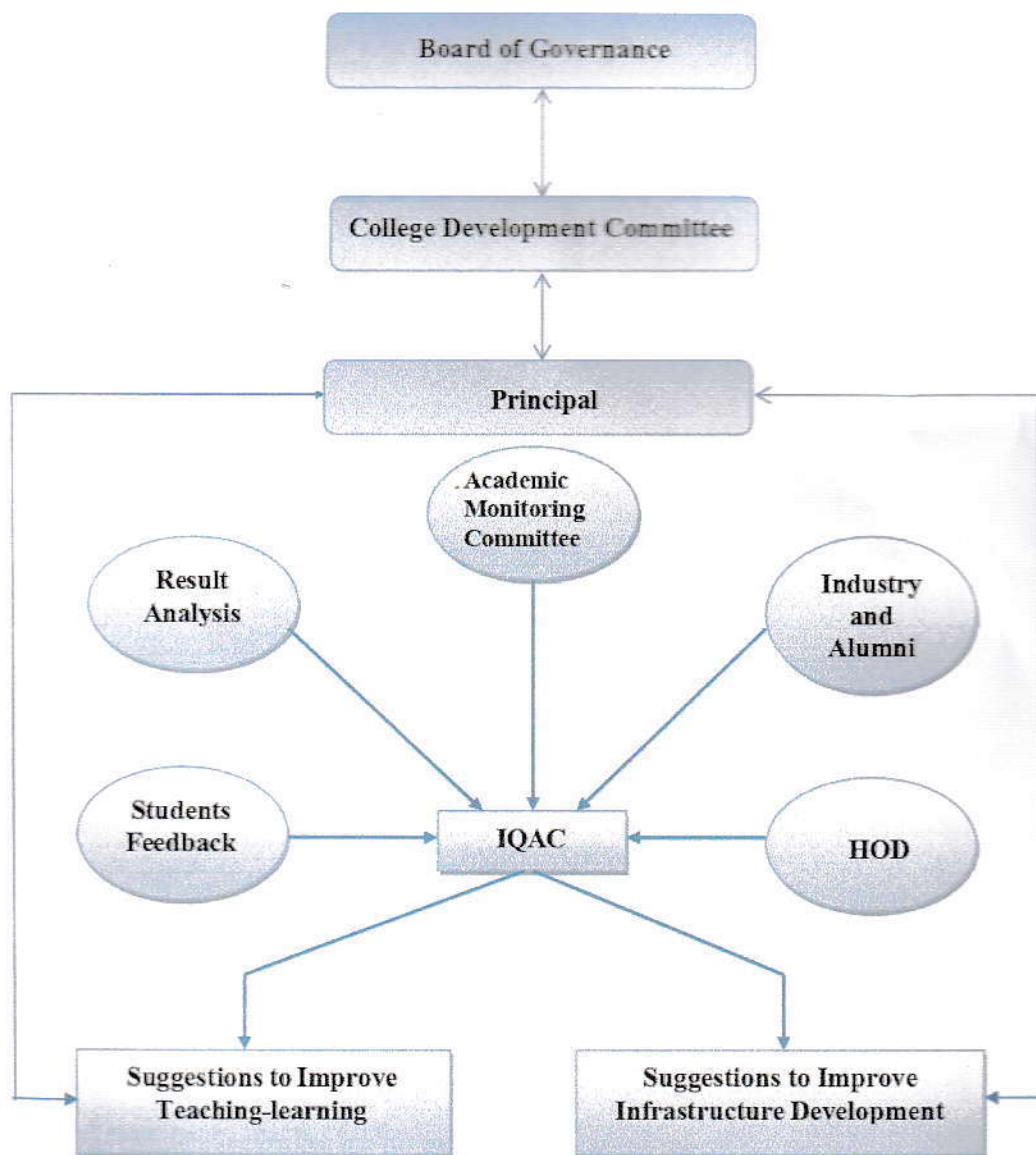 Board of Governance
College Development Committee
Principal
Academic
Monitoring
Committee
Result
Analysis
Industry
and
Alumni
Students
Feedback
IQAC
HOD
Suggestions to Improve
Teaching-learning
Suggestions to Improve
Infrastructure Development